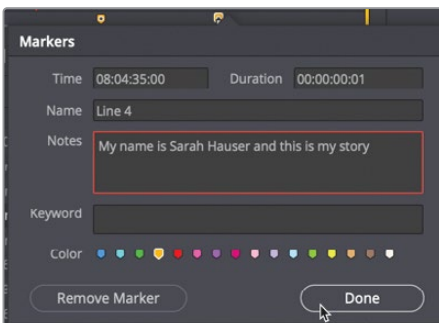 Markers
Time 08:04:35:00 Duration 00:00:00:01
Name Line 4
Notes My name is Sarah Hauser and this is my story
Keyword
Color
Remove Marker Done